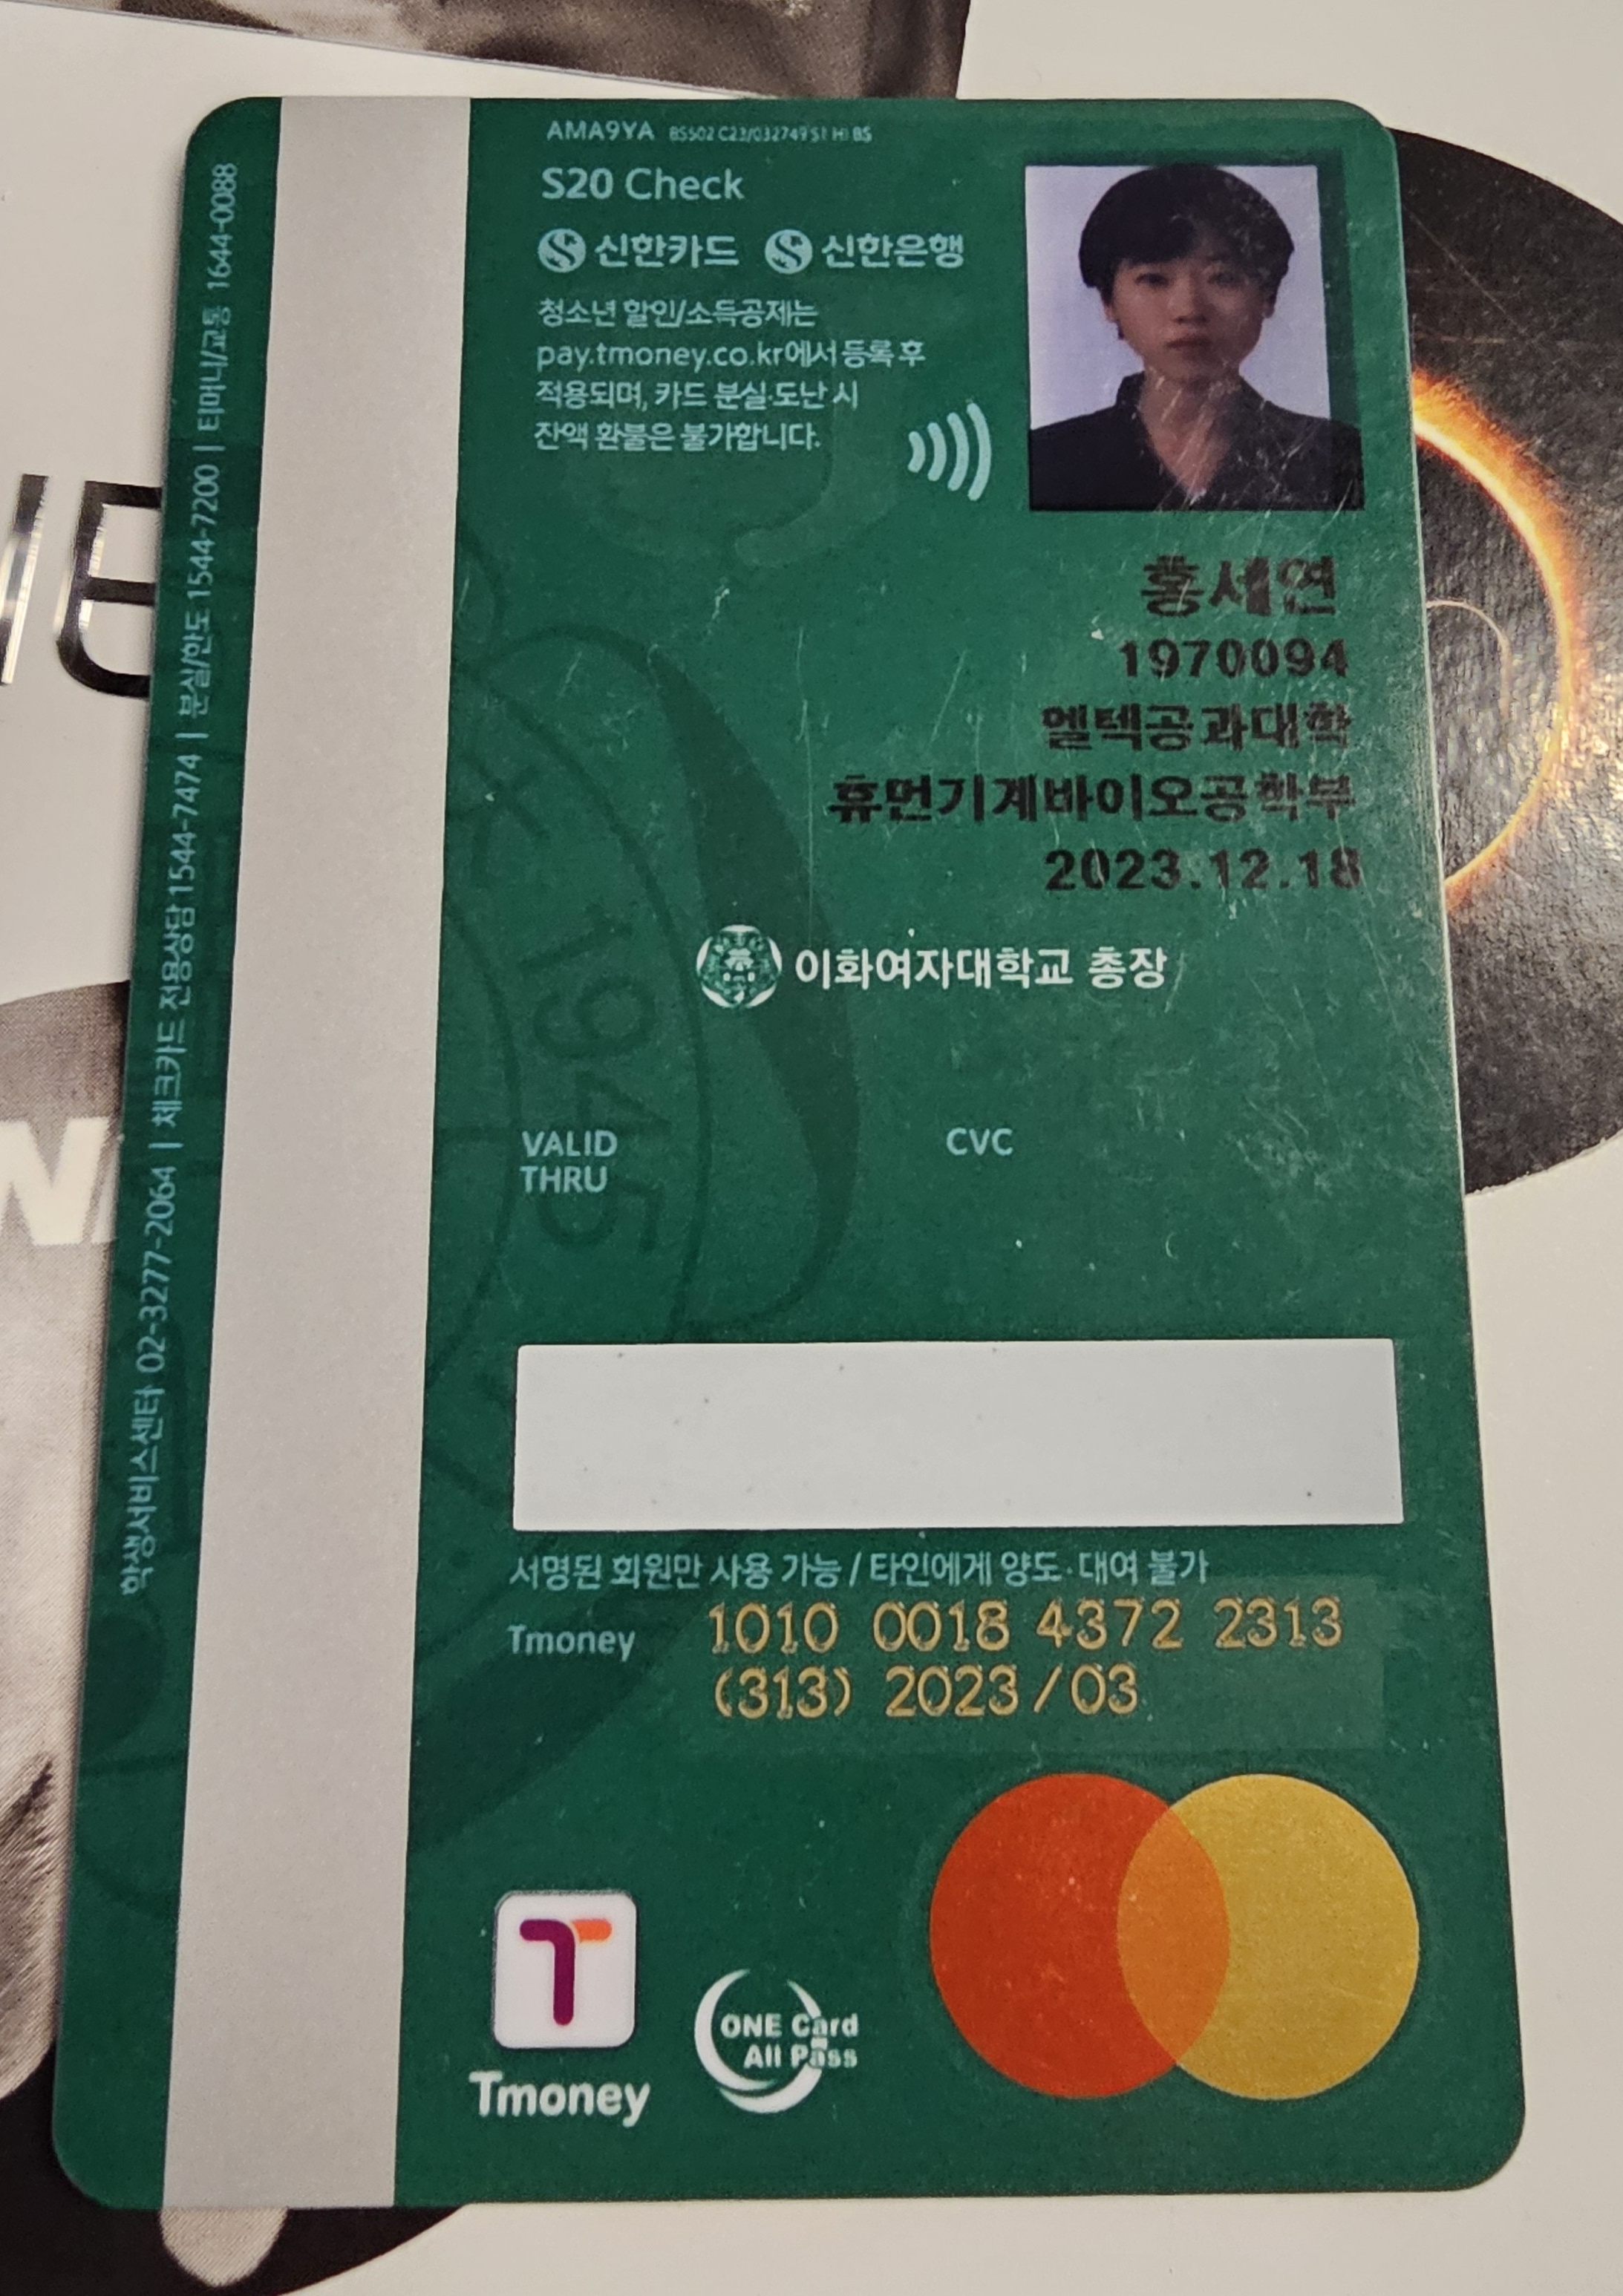 AMA9YA BS502 C23/032749 S1 HI BS
S20 Check
신한카드 신한은행
청소년 할인/소득공제는
pay.tmoney.co.kr에서 등록 후
적용되며, 카드 분실·도난 시
잔액 환불은 불가합니다.
홍세연
1970094
엘텍공과대학
휴먼기계바이오공학부
2023.12.18
이화여자대학교 총장
1945
VALID
THRU
CVC
서명된 회원만 사용 가능 / 타인에게 양도·대여 불가
Tmoney 1010 0018 4372 2313
(313) 2023/03
Tmoney
ONE Card
All Pass
학생서비스센터 02-3277-2064 | 체크카드 전용상담 1544-7474 | 분실/한도 1544-7200 | 티머니/교통 1644-0088